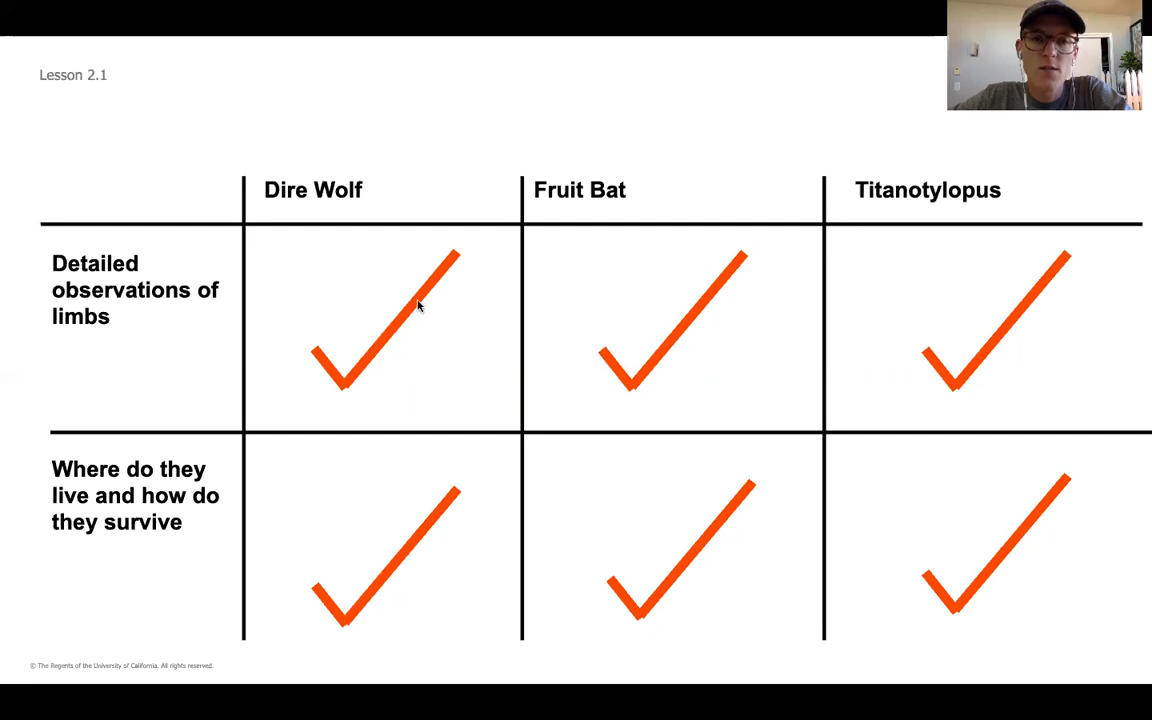 Lesson 2.1
Dire Wolf
Fruit Bat
Titanotylopus
Detailed
observations of
limbs
Where do they
live and how do
they survive
© The Regents of the University of California. All rights reserved.